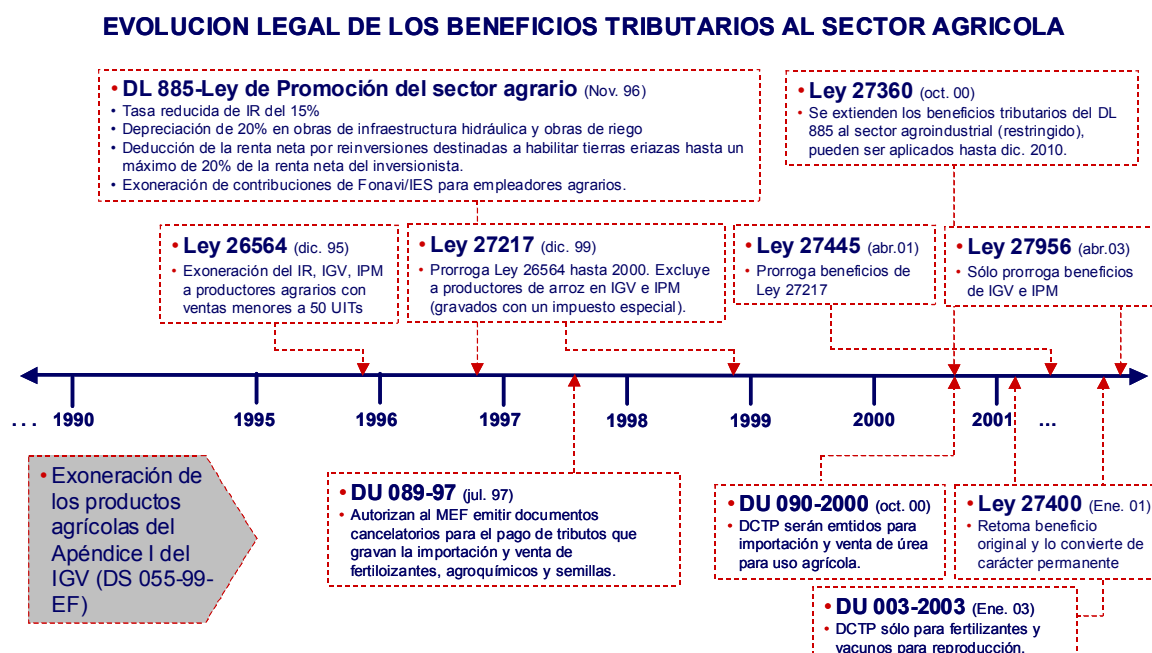 EVOLUCION LEGAL DE LOS BENEFICIOS TRIBUTARIOS AL SECTOR AGRICOLA
• DL 885-Ley de Promoción del sector agrario (Nov. 96)
• Tasa reducida de IR del 15%
• Depreciación de 20% en obras de infraestructura hidráulica y obras de riego
• Deducción de la renta neta por reinversiones destinadas a habilitar tierras eriazas hasta un
máximo de 20% de la renta neta del inversionista.
• Exoneración de contribuciones de Fonavi/IES para empleadores agrarios.
• Ley 27360 (oct. 00)
• Se extienden los beneficios tributarios del DL
885 al sector agroindustrial (restringido),
pueden ser aplicados hasta dic. 2010.
• Ley 26564 (dic. 95)
• Exoneración del IR, IGV, IPM
a productores agrarios con
ventas menores a 50 UITs
• Ley 27217 (dic. 99)
• Prorroga Ley 26564 hasta 2000. Excluye
a productores de arroz en IGV e IPM
(gravados con un impuesto especial).
• Ley 27445 (abr.01)
• Prorroga beneficios de
Ley 27217
• Ley 27956 (abr.03)
• Sólo prorroga beneficios
de IGV e IPM
... 1990 1995 1996 1997 1998 1999 2000 2001 ...
• Exoneración de
los productos
agrícolas del
Apéndice I del
IGV (DS 055-99-
EF)
• DU 089-97 (jul. 97)
• Autorizan al MEF emitir documentos
cancelatorios para el pago de tributos que
gravan la importación y venta de
fertiloizantes, agroquímicos y semillas.
• DU 090-2000 (oct. 00)
• DCTP serán emtidos para
importación y venta de úrea
para uso agrícola.
• Ley 27400 (Ene. 01)
• Retoma beneficio
original y lo convierte de
carácter permanente
• DU 003-2003 (Ene. 03)
• DCTP sólo para fertilizantes y
vacunos para reproducción.